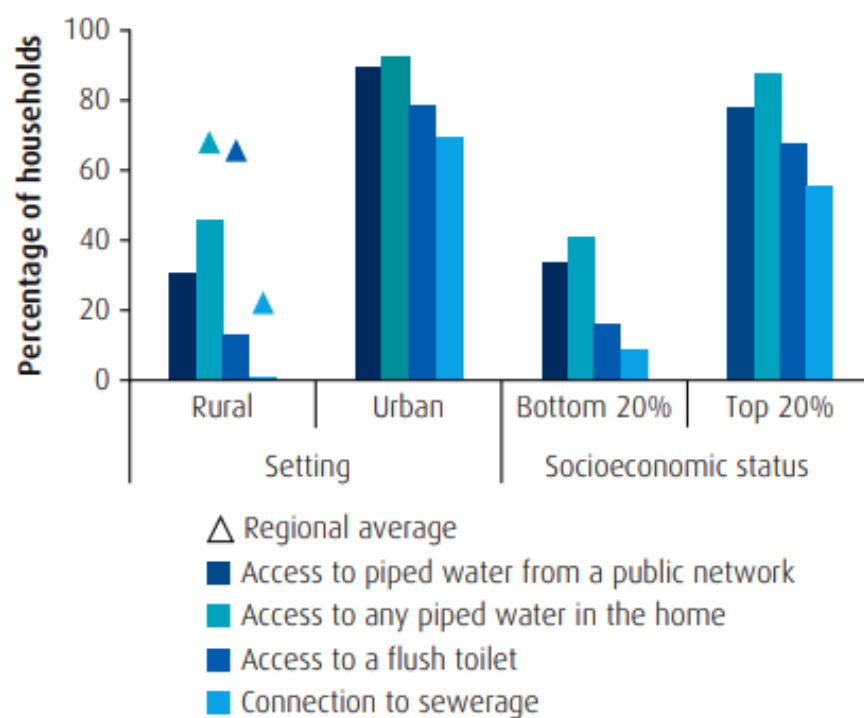 Percentage of households
100
80
60
40
20
0
Rural
Urban
Bottom 20%
Top 20%
Setting
Socioeconomic status
Regional average
Access to piped water from a public network
Access to any piped water in the home
Access to a flush toilet
Connection to sewerage